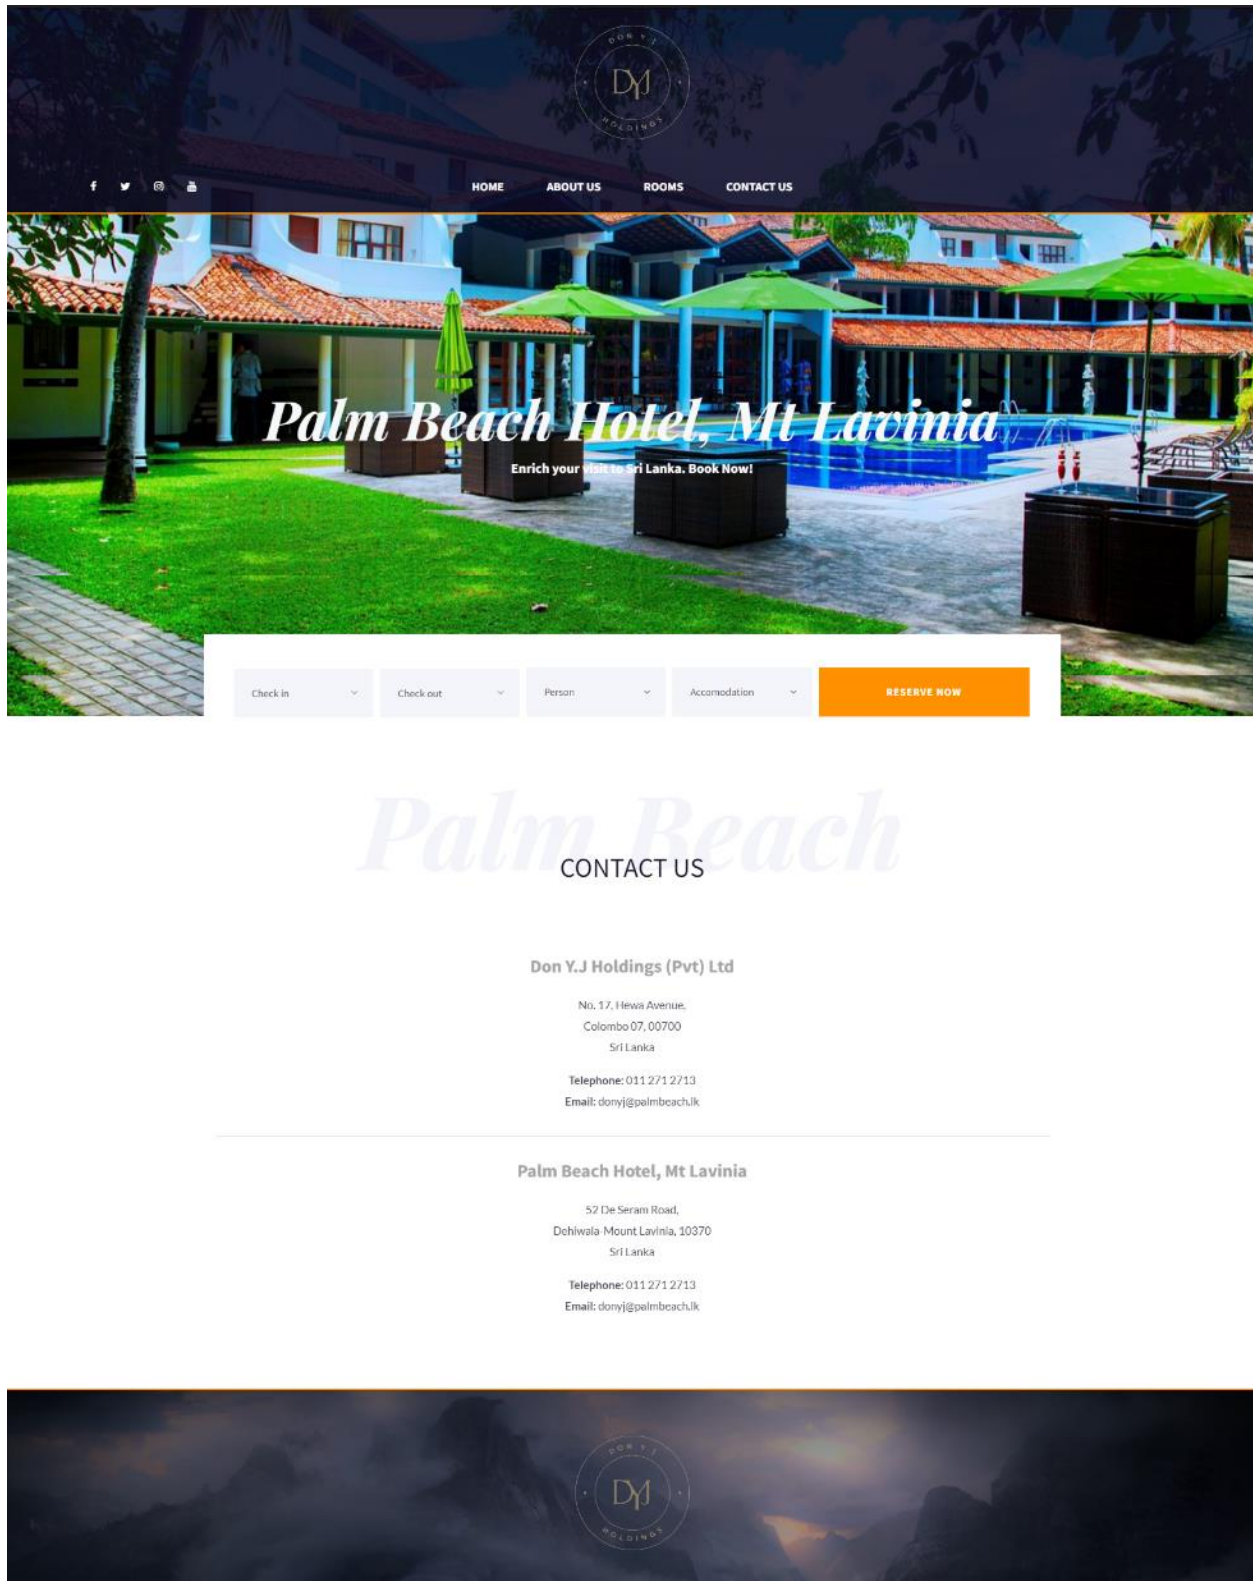 DON Y J
DYJ
HOLDINGS
HOME ABOUT US ROOMS CONTACT US
Palm Beach Hotel, Mt Lavinia
Enrich your visit to Sri Lanka. Book Now!
Check in Check out Person Accomodation RESERVE NOW
Palm Beach
CONTACT US
Don Y.J Holdings (Pvt) Ltd
No. 17, Hewa Avenue,
Colombo 07, 00700
Sri Lanka
Telephone: 011 271 2713
Email: donyj@palmbeach.lk
Palm Beach Hotel, Mt Lavinia
52 De Seram Road,
Dehiwala-Mount Lavinia, 10370
Sri Lanka
Telephone: 011 271 2713
Email: donyj@palmbeach.lk
DON Y J
DYJ
HOLDINGS